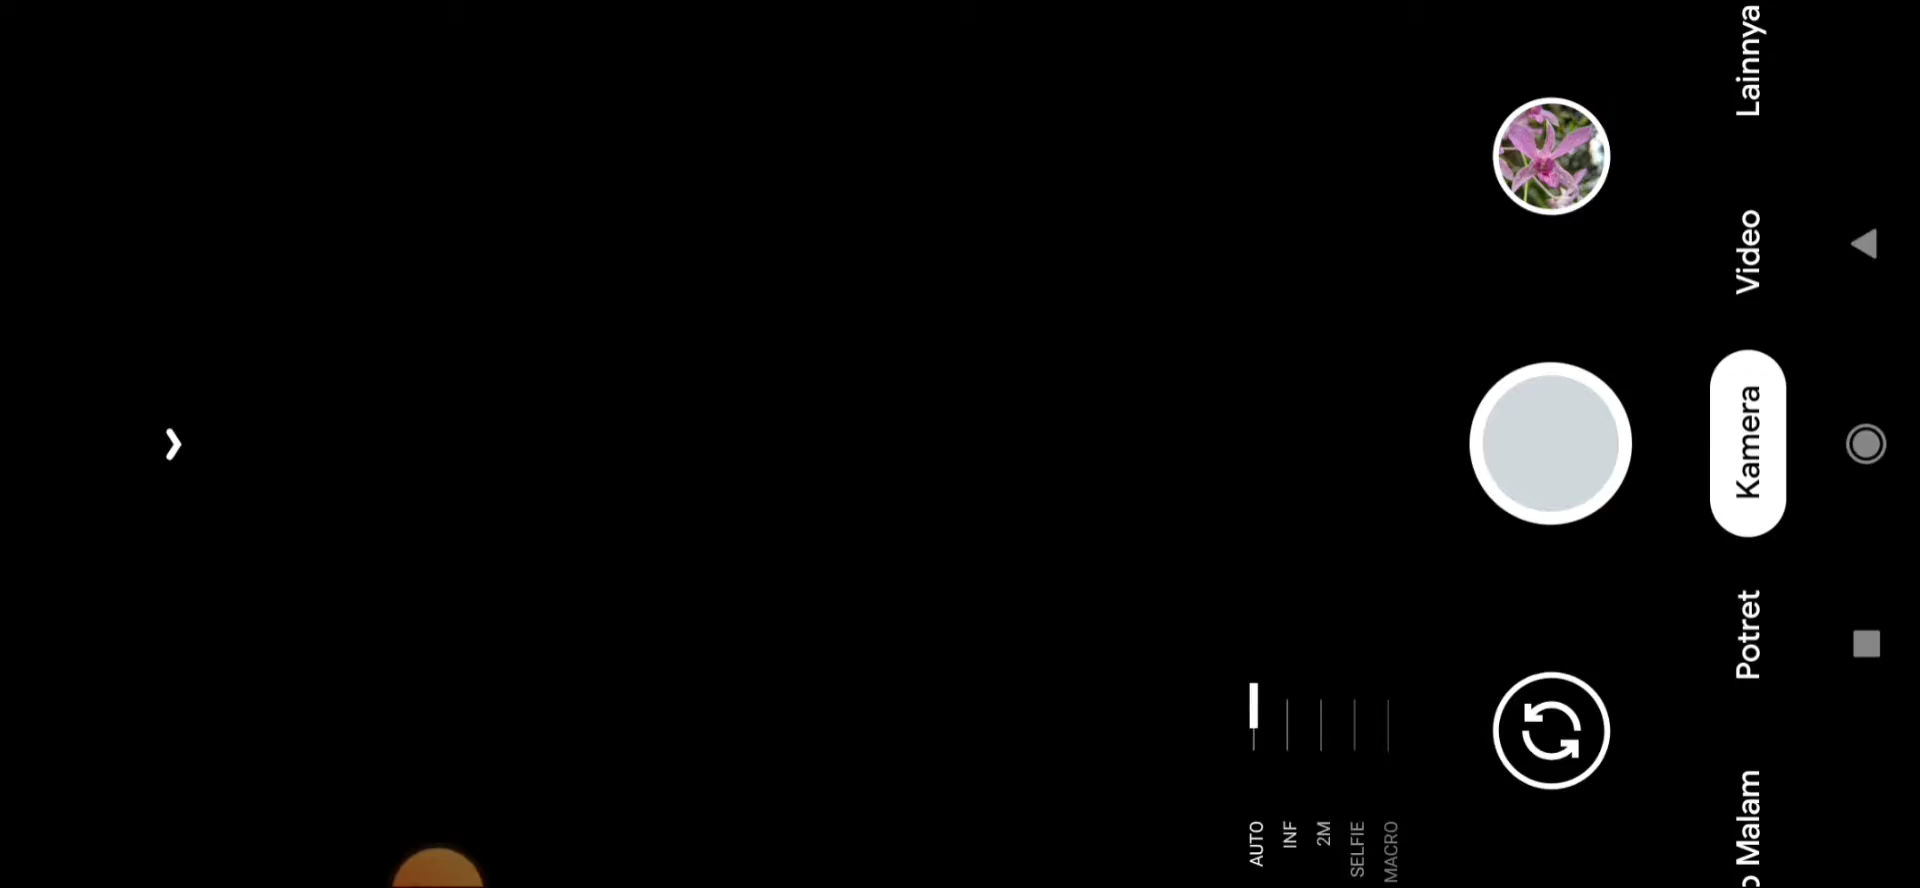 AUTO
INF
2M
SELFIE
MACRO
Malam
Potret
Kamera
Video
Lainnya